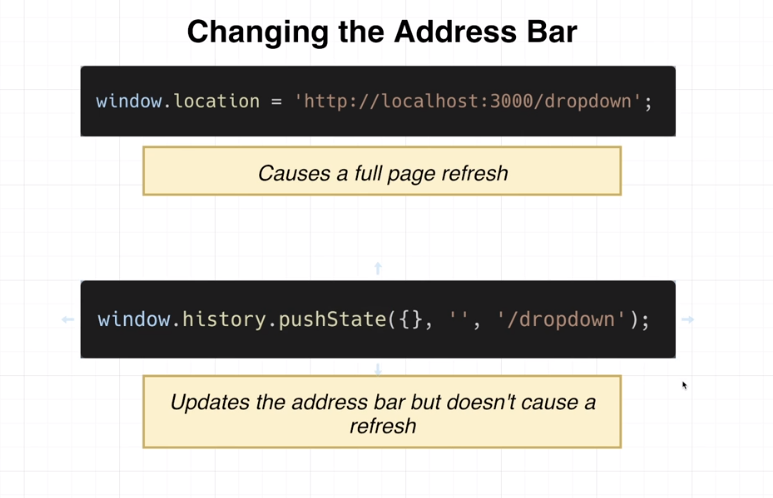 Changing the Address Bar
window.location = 'http://localhost:3000/dropdown';
Causes a full page refresh
window.history.pushState({}, '', '/dropdown');
Updates the address bar but doesn't cause a
refresh